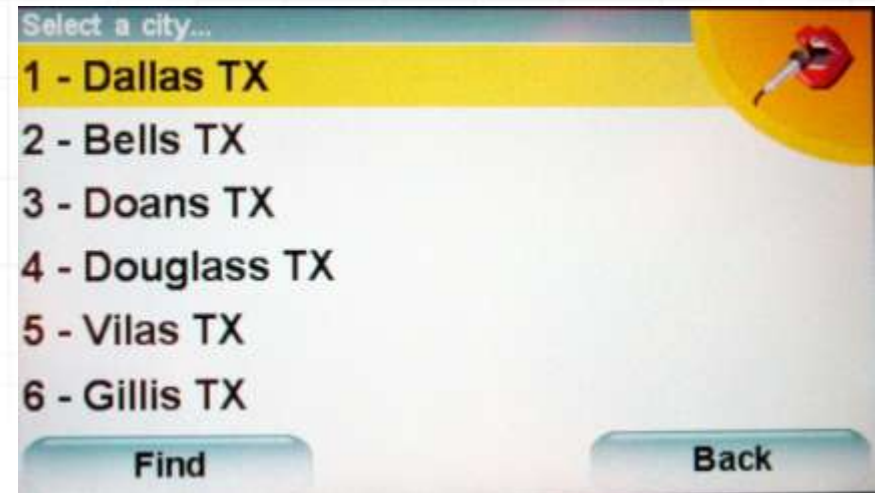 Select a city...
1 - Dallas TX
2 - Bells TX
3 - Doans TX
4 - Douglass TX
5 - Vilas TX
6 - Gillis TX
Find
Back